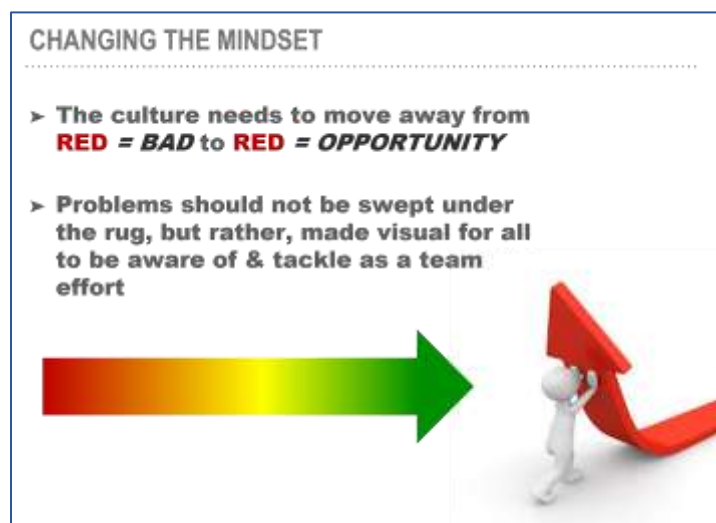 CHANGING THE MINDSET
➤ The culture needs to move away from
RED = BAD to RED = OPPORTUNITY
➤ Problems should not be swept under
the rug, but rather, made visual for all
to be aware of & tackle as a team
effort